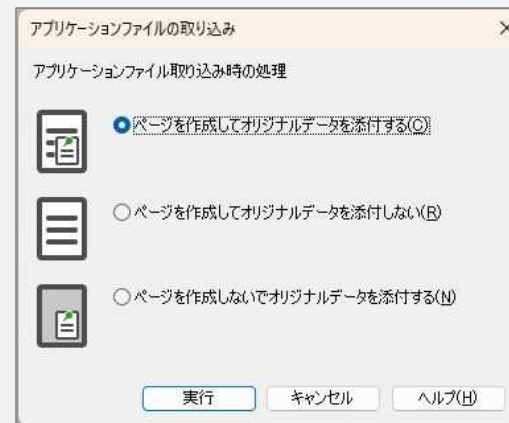 アプリケーションファイルの取り込み
アプリケーションファイル取り込み時の処理
ページを作成してオリジナルデータを添付する(C)
ページを作成してオリジナルデータを添付しない(R)
ページを作成しないでオリジナルデータを添付する(N)
実行 キャンセル ヘルプ(H)